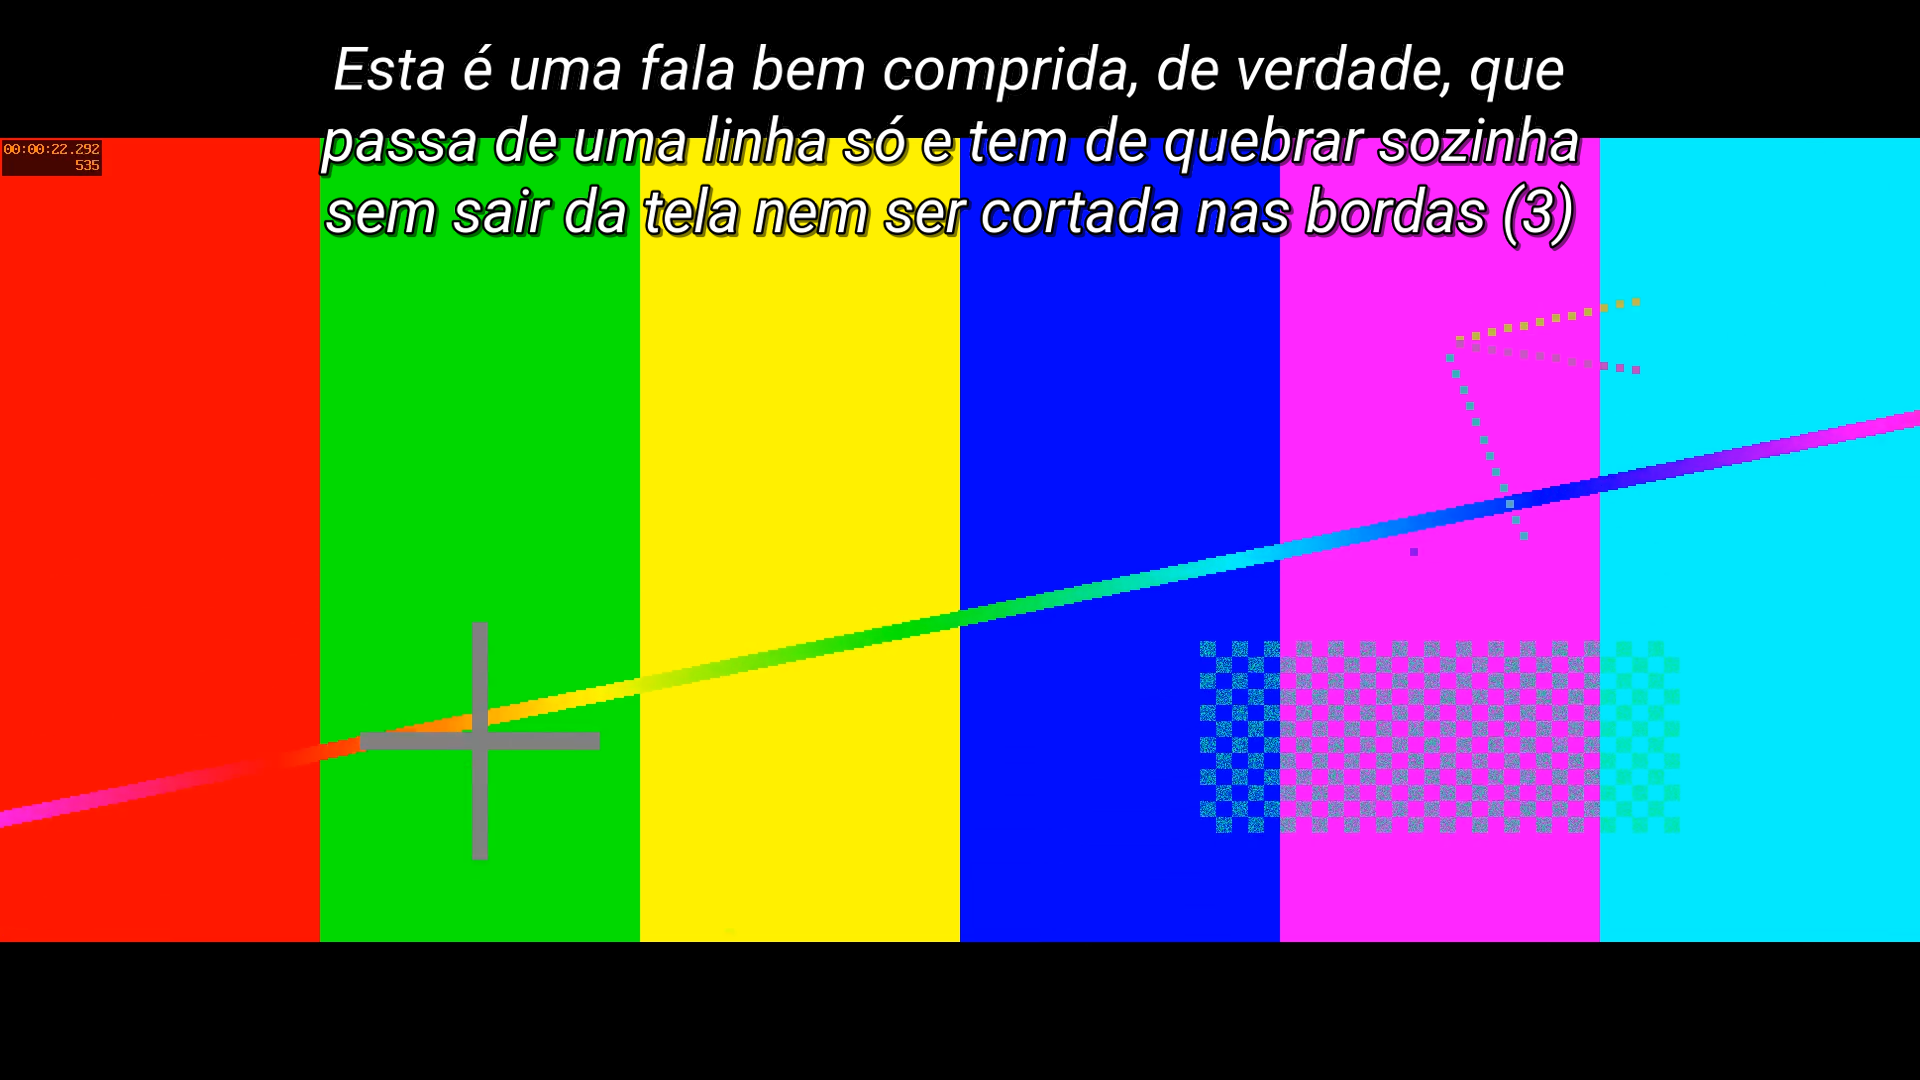 Esta é uma fala bem comprida, de verdade, que
passa de uma linha só e tem de quebrar sozinha
sem sair da tela nem ser cortada nas bordas (3)
00:00:22.292
535